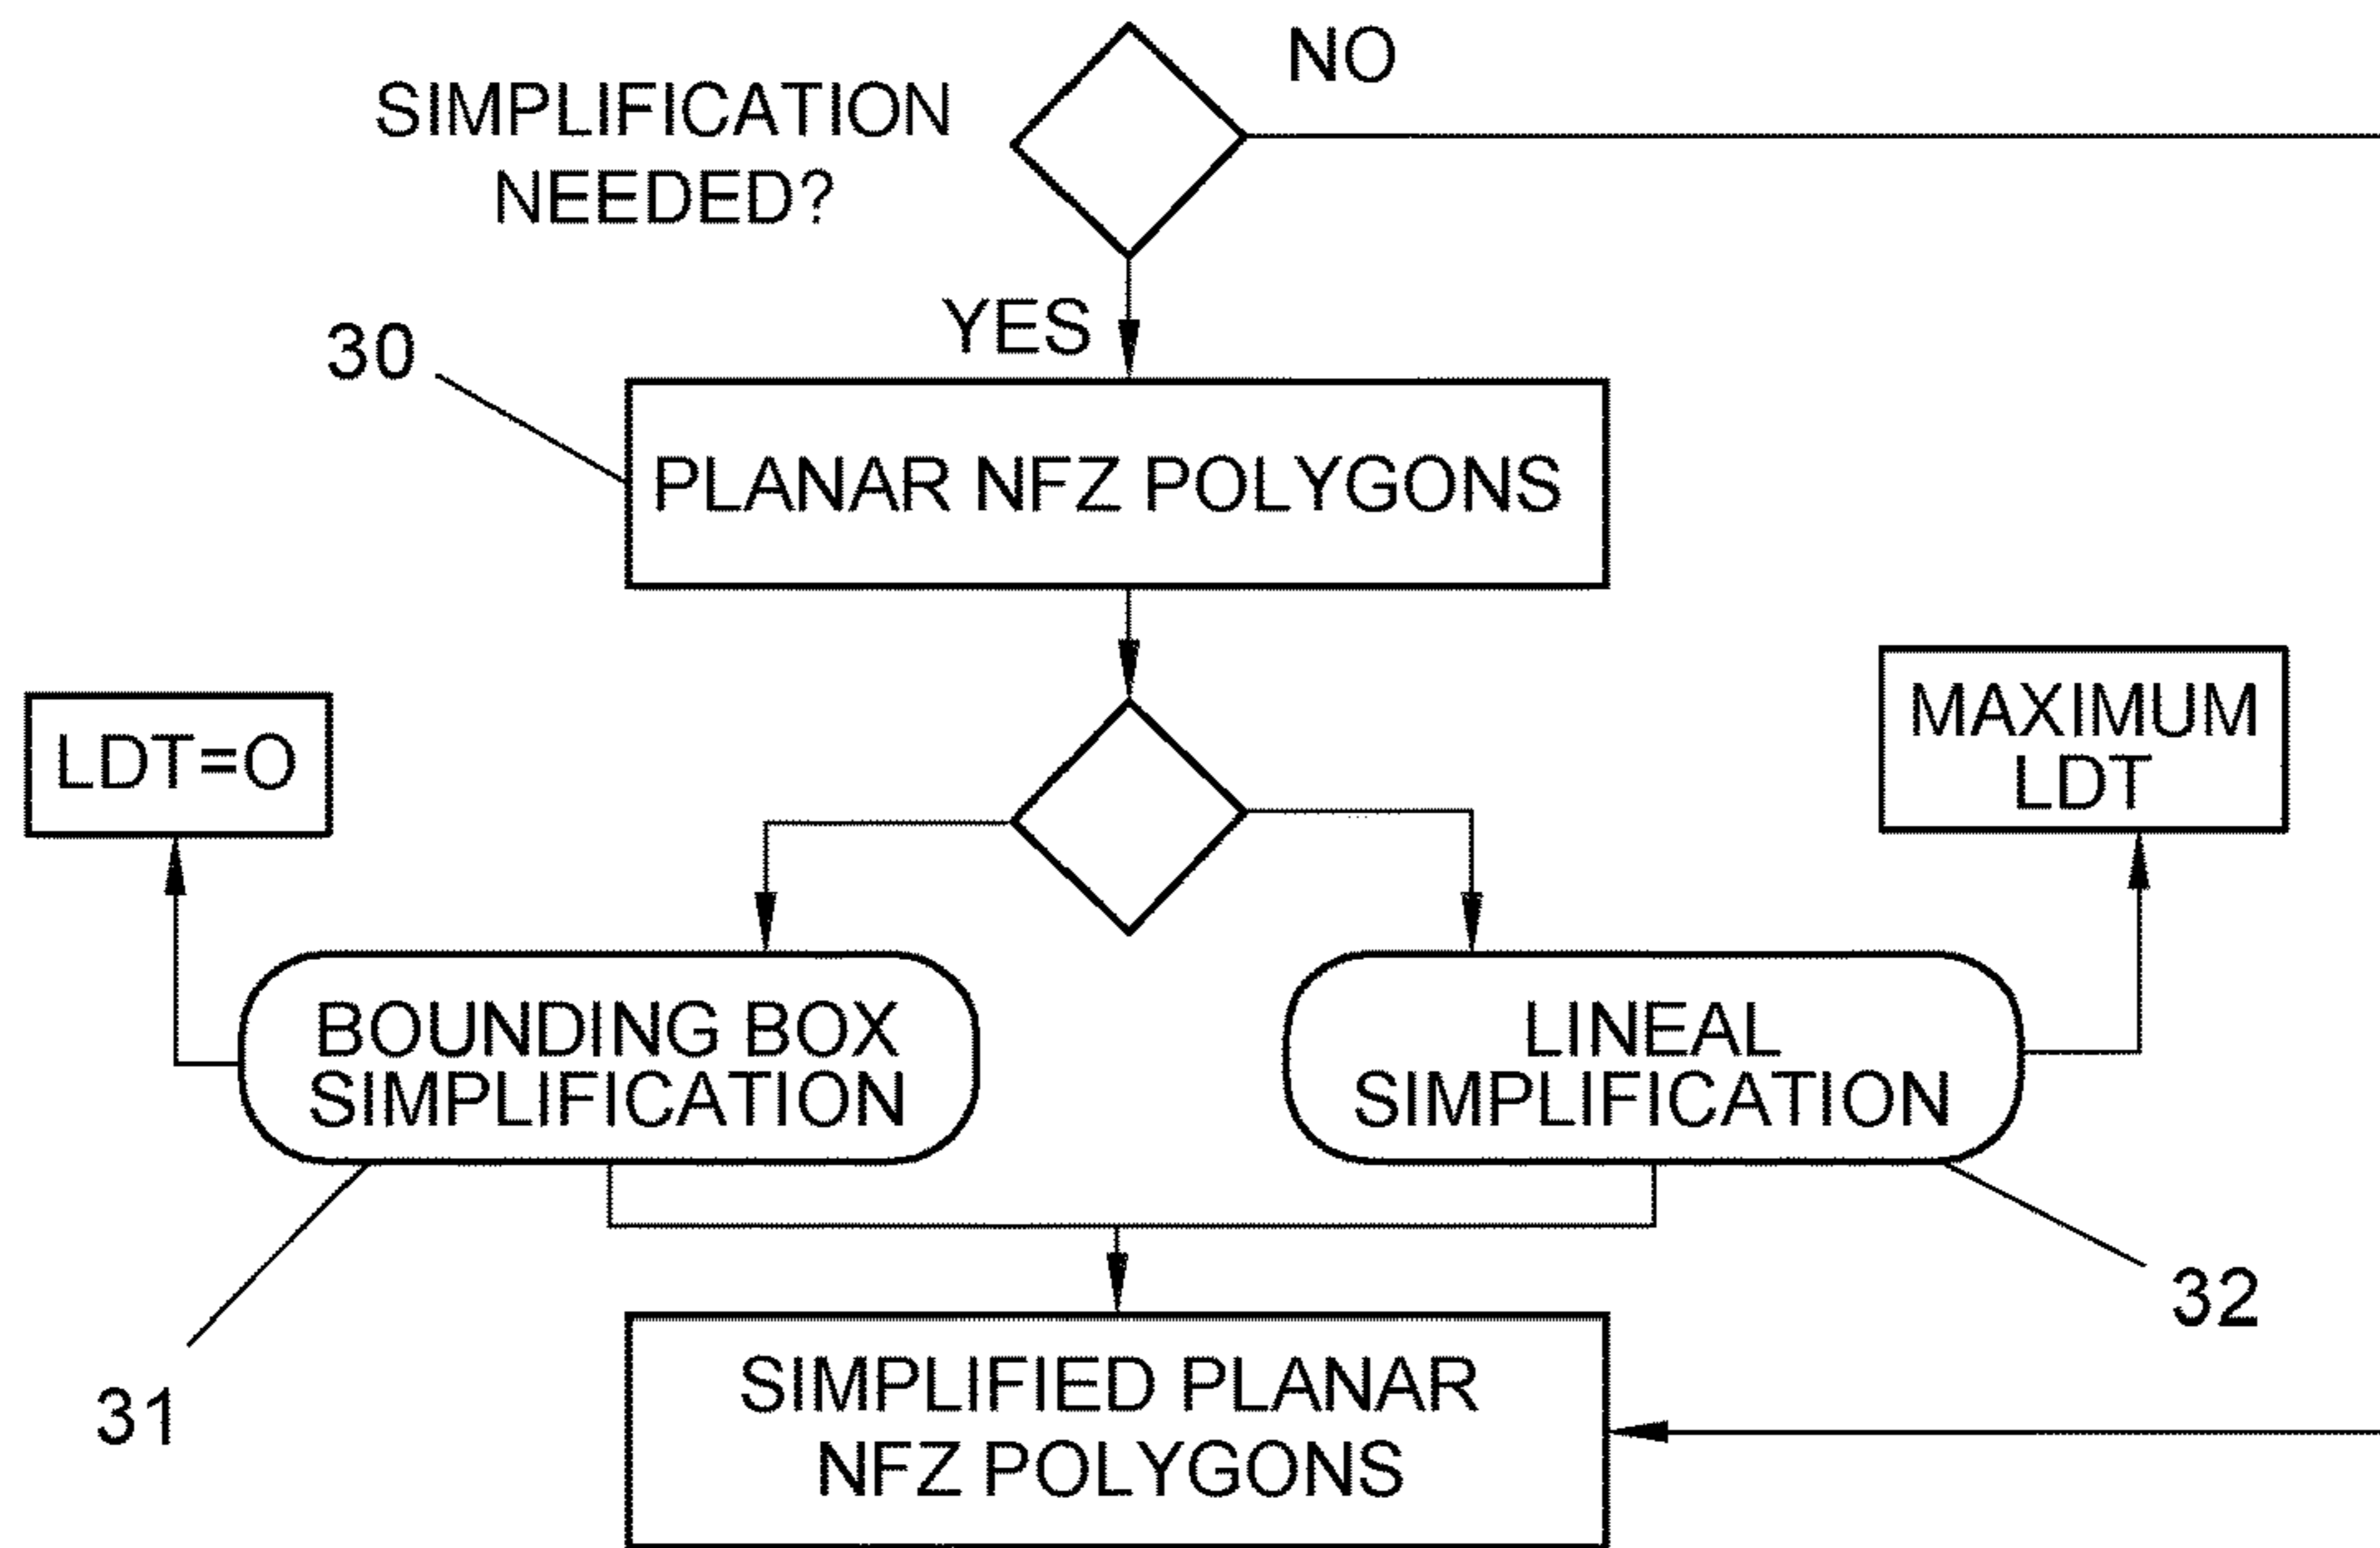 NO
SIMPLIFICATION
NEEDED?
YES
30
PLANAR NFZ POLYGONS
LDT=O
MAXIMUM
LDT
BOUNDING BOX
SIMPLIFICATION
LINEAL
SIMPLIFICATION
31
32
SIMPLIFIED PLANAR
NFZ POLYGONS